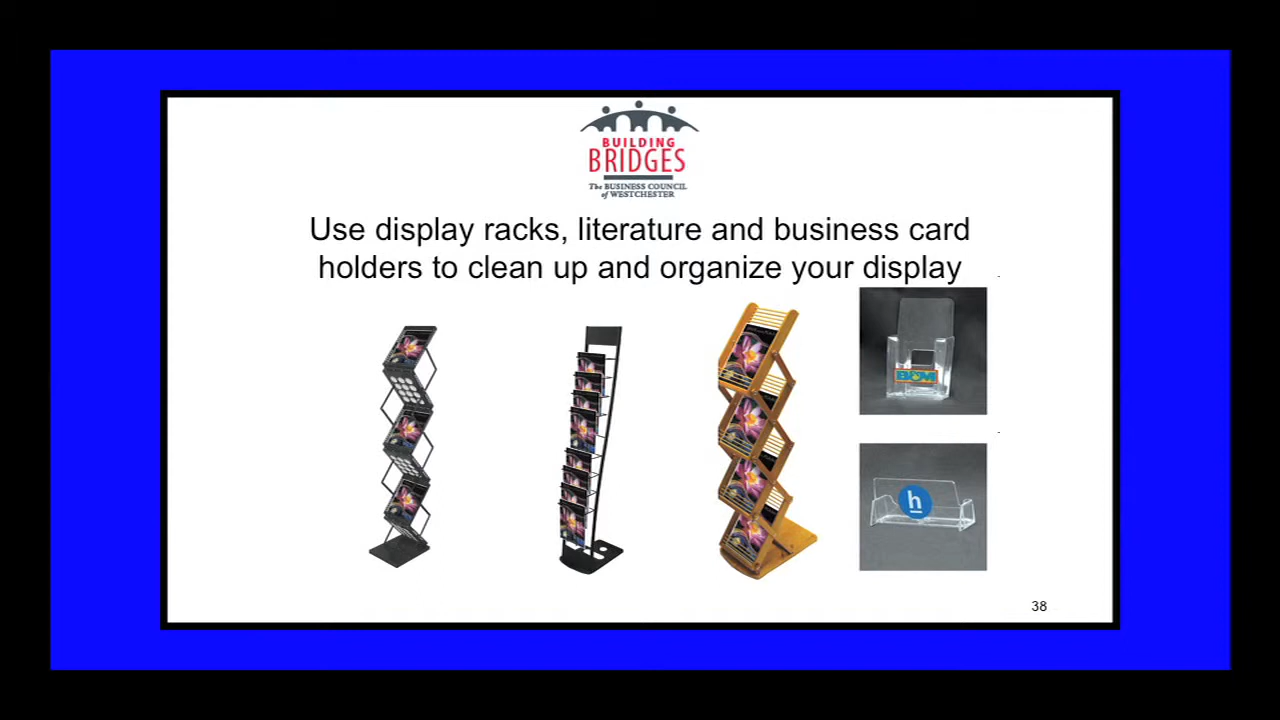 BUILDING
BRIDGES
The BUSINESS COUNCIL
of WESTCHESTER
Use display racks, literature and business card
holders to clean up and organize your display
h
38